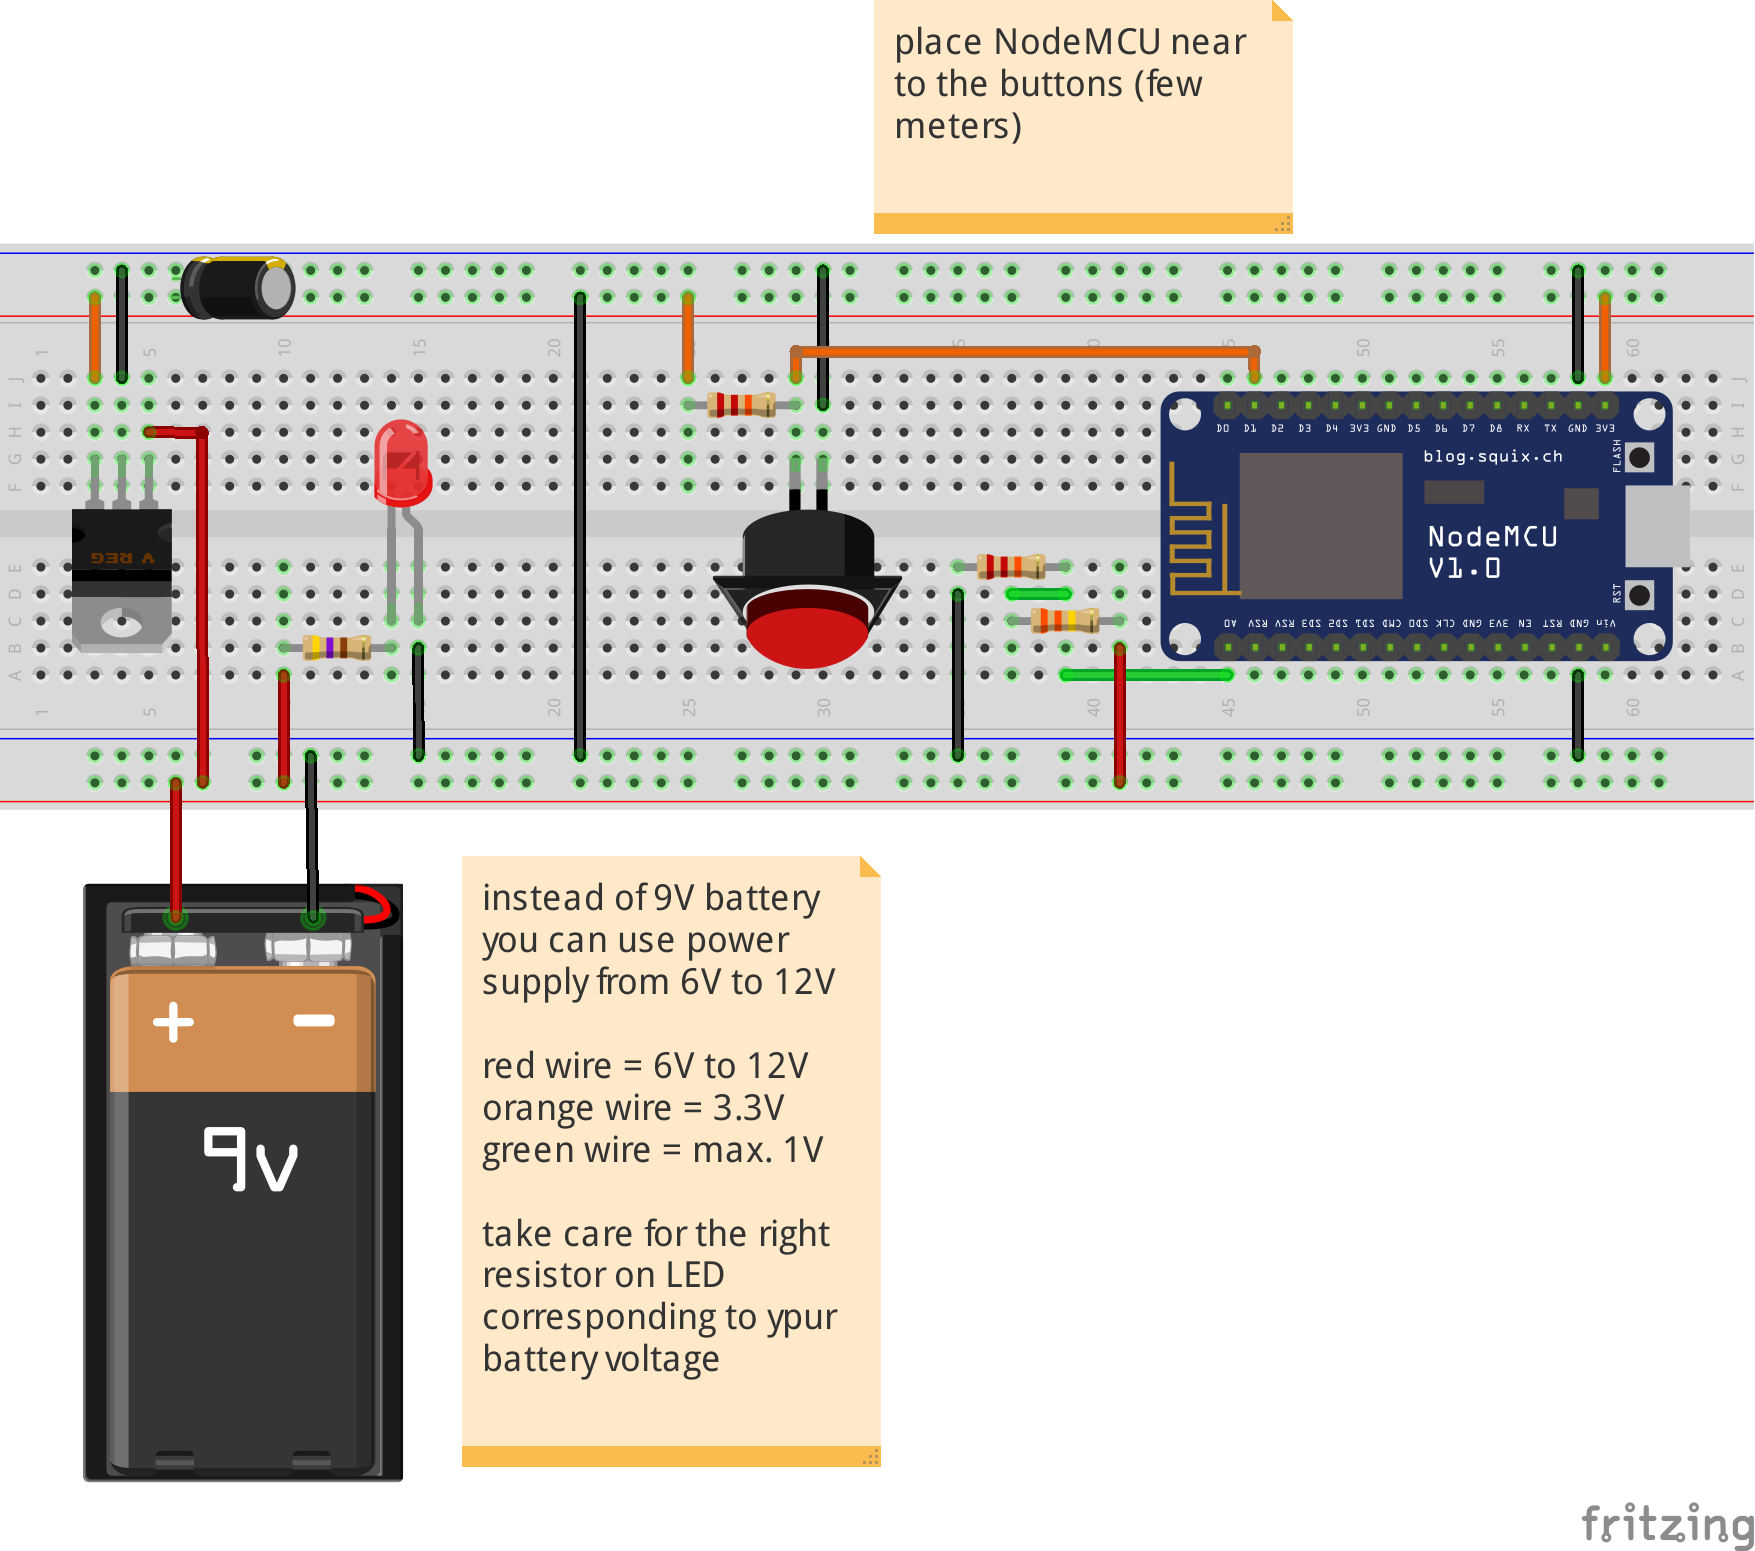 place NodeMCU near
to the buttons (few
meters)
1 5 10 15 20 5 0 50 55 60
J J
I I
H H
G G
F F
E E
D D
C C
B B
A A
V REG
D0 D1 D2 D3 D4 3V3 GND D5 D6 D7 D8 RX TX GND 3V3
blog.squix.ch
FLASH
NodeMCU
V1.0
RST
A0 RSV RSV SD3 SD2 SD1 CMD SD0 CLK GND 3V3 EN RST GND Vin
1 5 20 25 30 40 45 50 55 60
+ -
9v
instead of 9V battery
you can use power
supply from 6V to 12V
red wire = 6V to 12V
orange wire = 3.3V
green wire = max. 1V
take care for the right
resistor on LED
corresponding to ypur
battery voltage
fritzing